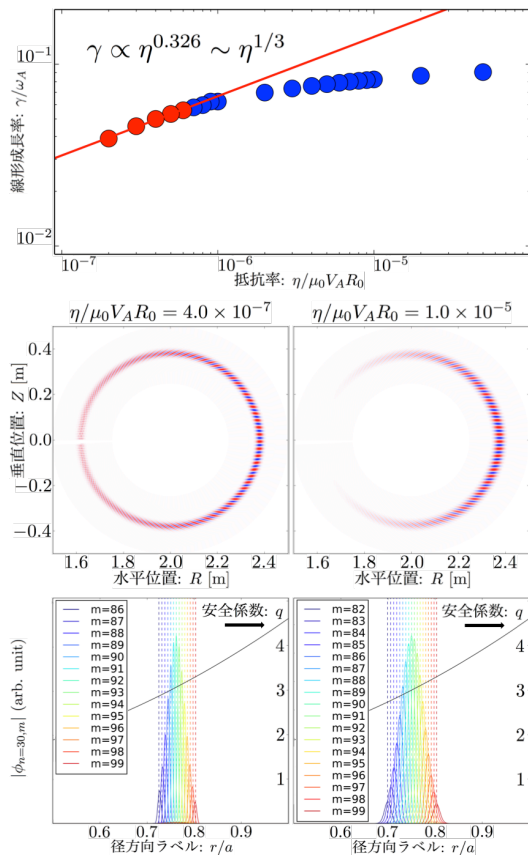 γ ∝ η^0.326 ∼ η^1/3
線形成長率: γ/ω_A
10^-1
10^-2
10^-7
10^-6
10^-5
抵抗率: η/μ_0V_AR_0
η/μ_0V_AR_0 = 4.0 × 10^-7
η/μ_0V_AR_0 = 1.0 × 10^-5
垂直位置: Z [m]
0.4
0.2
0.0
−0.2
−0.4
1.6
1.8
2.0
2.2
2.4
水平位置: R [m]
1.6
1.8
2.0
2.2
2.4
水平位置: R [m]
|ϕ_n=30,m| (arb. unit)
m=86
m=87
m=88
m=89
m=90
m=91
m=92
m=93
m=94
m=95
m=96
m=97
m=98
m=99
安全係数: q
4
3
2
1
0.6
0.7
0.8
0.9
径方向ラベル: r/a
m=82
m=83
m=84
m=85
m=86
m=87
m=88
m=89
m=90
m=91
m=92
m=93
m=94
m=95
m=96
m=97
m=98
m=99
安全係数: q
4
3
2
1
0.6
0.7
0.8
0.9
径方向ラベル: r/a